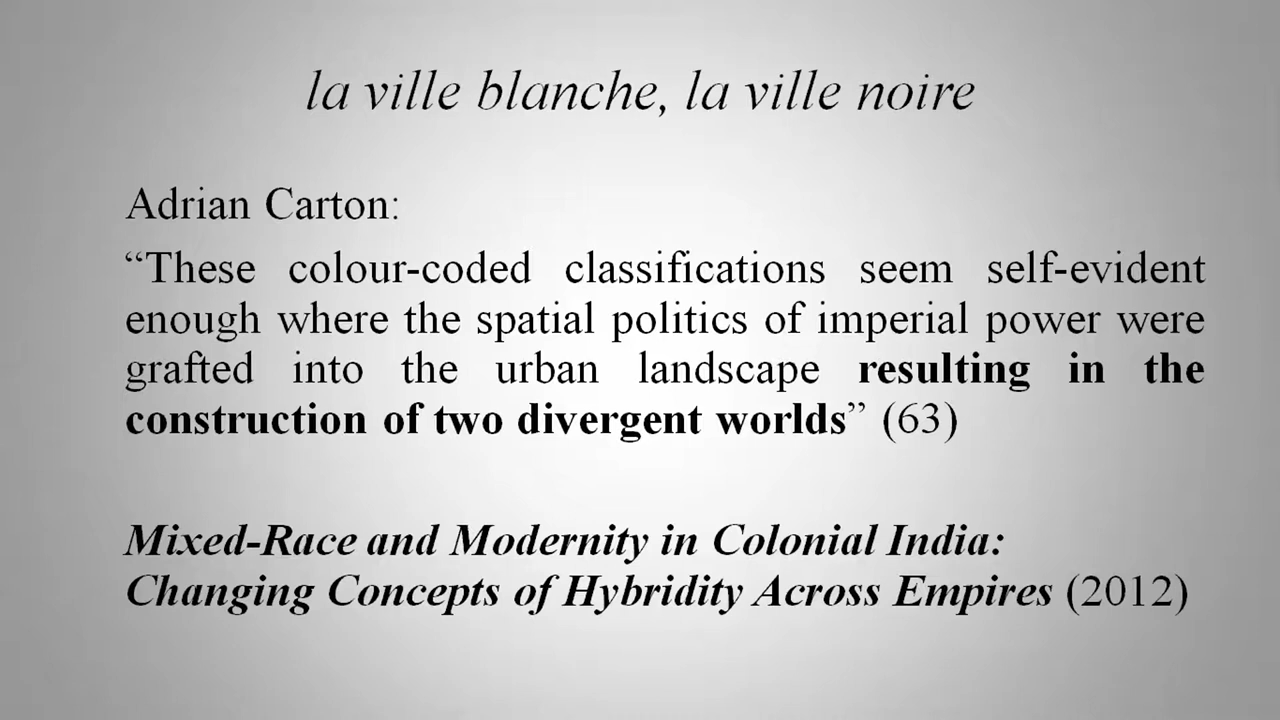 la ville blanche, la ville noire
Adrian Carton:
“These colour-coded classifications seem self-evident
enough where the spatial politics of imperial power were
grafted into the urban landscape resulting in the
construction of two divergent worlds” (63)
Mixed-Race and Modernity in Colonial India:
Changing Concepts of Hybridity Across Empires (2012)